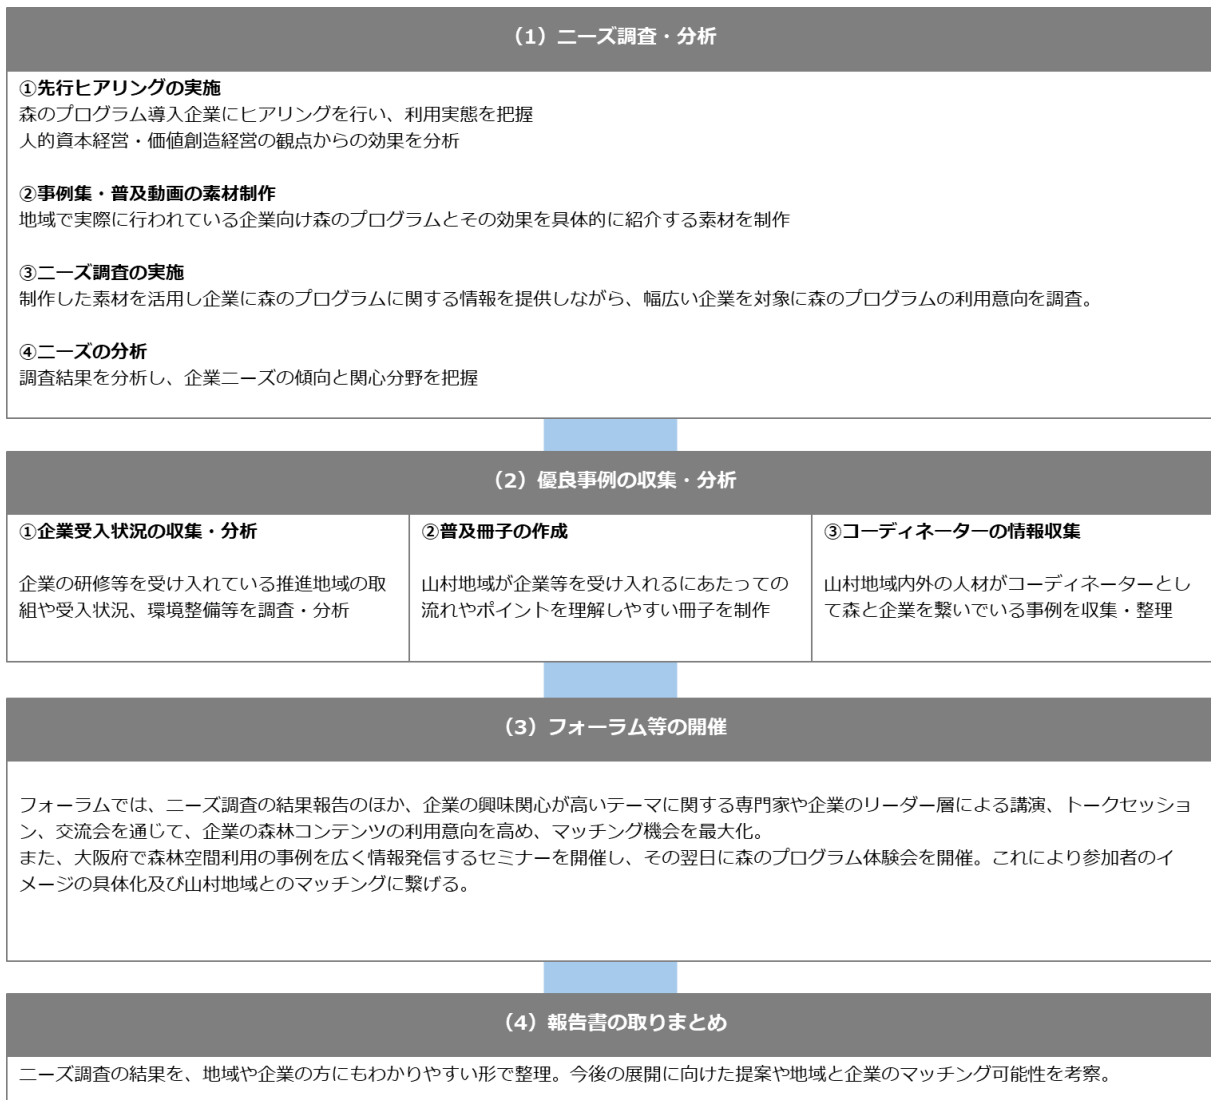 （1）ニーズ調査・分析
①先行ヒアリングの実施
森のプログラム導入企業にヒアリングを行い、利用実態を把握
人的資本経営・価値創造経営の観点からの効果を分析
②事例集・普及動画の素材制作
地域で実際に行われている企業向け森のプログラムとその効果を具体的に紹介する素材を制作
③ニーズ調査の実施
制作した素材を活用し企業に森のプログラムに関する情報を提供しながら、幅広い企業を対象に森のプログラムの利用意向を調査。
④ニーズの分析
調査結果を分析し、企業ニーズの傾向と関心分野を把握
（2）優良事例の収集・分析
①企業受入状況の収集・分析
企業の研修等を受け入れている推進地域の取
組や受入状況、環境整備等を調査・分析
②普及冊子の作成
山村地域が企業等を受け入れるにあたっての
流れやポイントを理解しやすい冊子を制作
③コーディネーターの情報収集
山村地域内外の人材がコーディネーターとし
て森と企業を繋いでいる事例を収集・整理
（3）フォーラム等の開催
フォーラムでは、ニーズ調査の結果報告のほか、企業の興味関心が高いテーマに関する専門家や企業のリーダー層による講演、トークセッショ
ン、交流会を通じて、企業の森林コンテンツの利用意向を高め、マッチング機会を最大化。
また、大阪府で森林空間利用の事例を広く情報発信するセミナーを開催し、その翌日に森のプログラム体験会を開催。これにより参加者のイ
メージの具体化及び山村地域とのマッチングに繋げる。
（4）報告書の取りまとめ
ニーズ調査の結果を、地域や企業の方にもわかりやすい形で整理。今後の展開に向けた提案や地域と企業のマッチング可能性を考察。